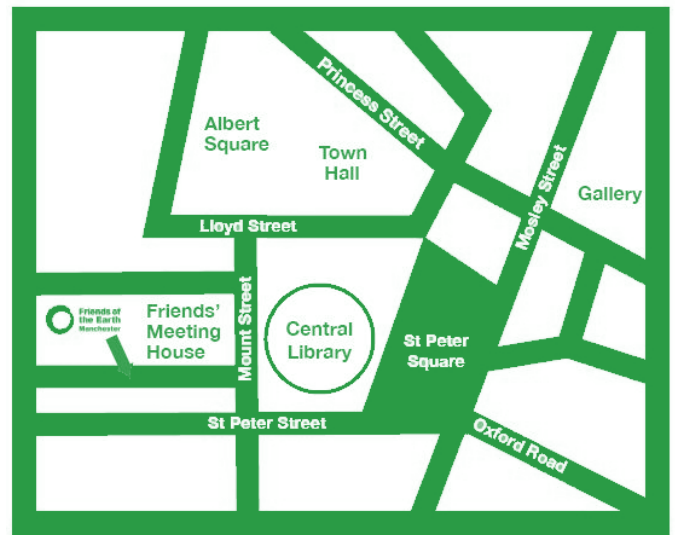 Princess Street
Albert
Square
Town
Hall
Mosley Street
Gallery
Lloyd Street
Mount Street
Friends of
the Earth
Manchester
Friends'
Meeting
House
Central
Library
St Peter
Square
St Peter Street
Oxford Road